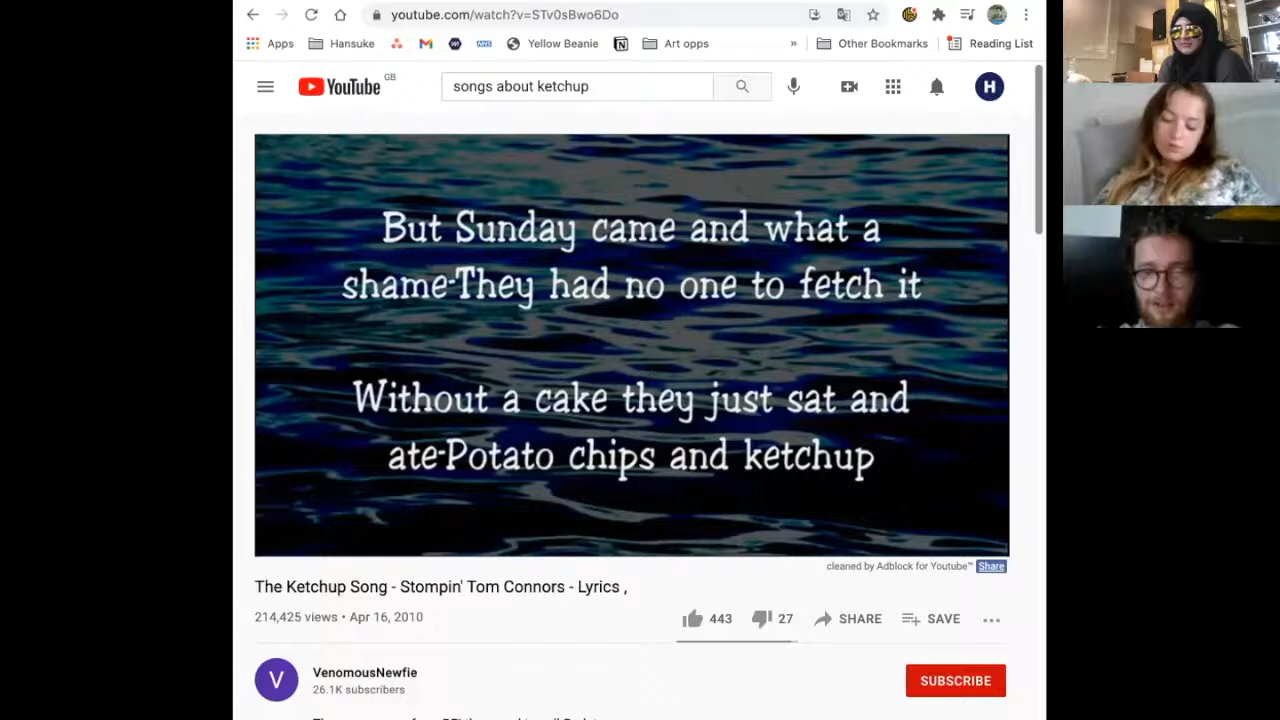 youtube.com/watch?v=STv0sBwo6Do
Apps
Hansuke
Yellow Beanie
Art opps
»
Other Bookmarks
Reading List
YouTube
GB
songs about ketchup
H
But Sunday came and what a
shame-They had no one to fetch it
Without a cake they just sat and
ate-Potato chips and ketchup
cleaned by Adblock for Youtube™ Share
The Ketchup Song - Stompin' Tom Connors - Lyrics ,
214,425 views • Apr 16, 2010
443
27
SHARE
SAVE
V
VenomousNewfie
26.1K subscribers
SUBSCRIBE